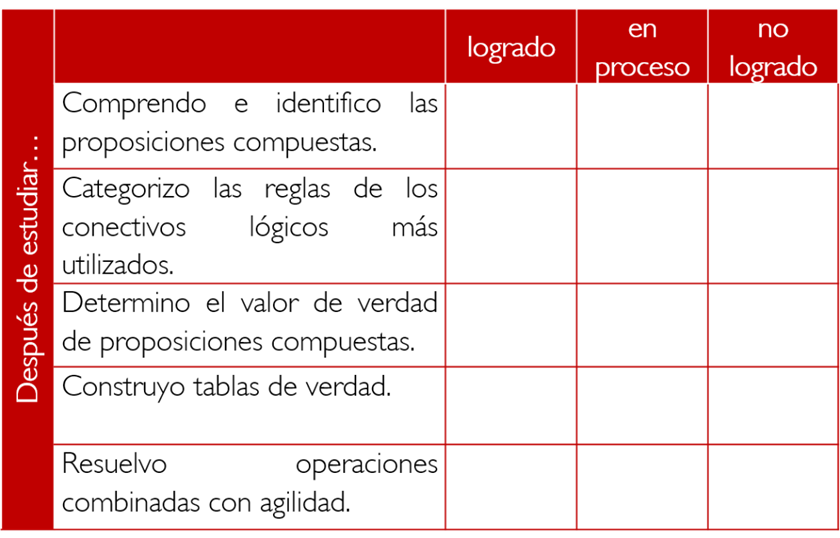 logrado
en
proceso
no
logrado
Después de estudiar…
Comprendo e identifico las
proposiciones compuestas.
Categorizo las reglas de los
conectivos lógicos más
utilizados.
Determino el valor de verdad
de proposiciones compuestas.
Construyo tablas de verdad.
Resuelvo operaciones
combinadas con agilidad.